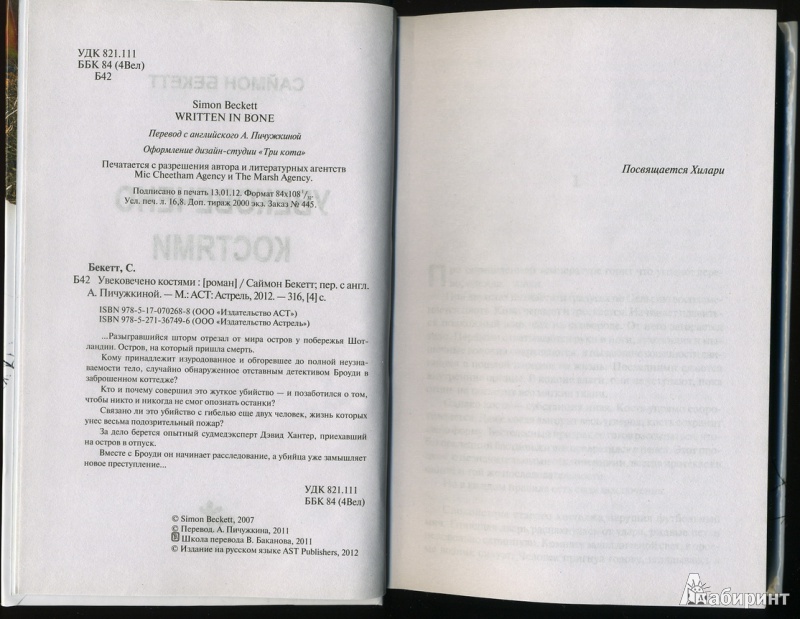 УДК 821.111
ББК 84 (4Вел)
Б42
Simon Beckett
WRITTEN IN BONE
Перевод с английского А. Пичужкиной
Оформление дизайн-студии «Три кота»
Печатается с разрешения автора и литературных агентств
Mic Cheetham Agency и The Marsh Agency.
Подписано в печать 13.01.12. Формат 84х108 1/32.
Усл. печ. л. 16,8. Доп. тираж 2000 экз. Заказ № 445.
Бекетт, С.
Б42 Увековечено костями : [роман] / Саймон Бекетт; пер. с англ.
А. Пичужкиной. — М.: АСТ: Астрель, 2012. — 316, [4] с.
ISBN 978-5-17-070268-8 (ООО «Издательство АСТ»)
ISBN 978-5-271-36749-6 (ООО «Издательство Астрель»)
...Разыгравшийся шторм отрезал от мира остров у побережья Шот-
ландии. Остров, на который пришла смерть.
Кому принадлежит изуродованное и обгоревшее до полной неузна-
ваемости тело, случайно обнаруженное отставным детективом Броуди в
заброшенном коттедже?
Кто и почему совершил это жуткое убийство — и позаботился о том,
чтобы никто и никогда не смог опознать останки?
Связано ли это убийство с гибелью еще двух человек, жизнь которых
унес весьма подозрительный пожар?
За дело берется опытный судмедэксперт Дэвид Хантер, приехавший
на остров в отпуск.
Вместе с Броуди он начинает расследование, а убийца уже замышляет
новое преступление...
УДК 821.111
ББК 84 (4Вел)
© Simon Beckett, 2007
© Перевод. А. Пичужкина, 2011
Школа перевода В. Баканова, 2011
© Издание на русском языке AST Publishers, 2012
Посвящается Хилари
Лабиринт